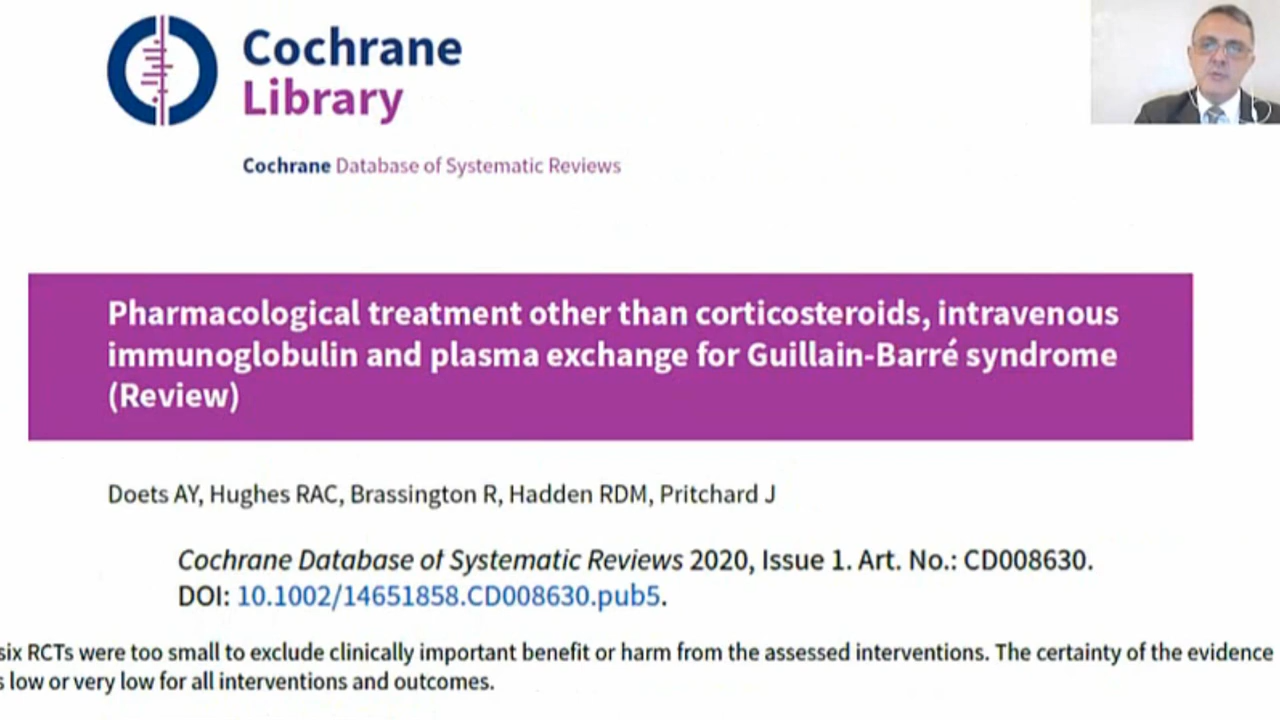 Cochrane
Library
Cochrane Database of Systematic Reviews
Pharmacological treatment other than corticosteroids, intravenous
immunoglobulin and plasma exchange for Guillain-Barré syndrome
(Review)
Doets AY, Hughes RAC, Brassington R, Hadden RDM, Pritchard J
Cochrane Database of Systematic Reviews 2020, Issue 1. Art. No.: CD008630.
DOI: 10.1002/14651858.CD008630.pub5.
six RCTs were too small to exclude clinically important benefit or harm from the assessed interventions. The certainty of the evidence
s low or very low for all interventions and outcomes.